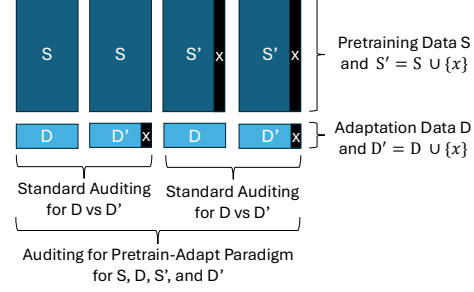 S S S' x S' x
Pretraining Data S
and S' = S ∪ {x}
D D' x D D' x
Adaptation Data D
and D' = D ∪ {x}
Standard Auditing
for D vs D'
Standard Auditing
for D vs D'
Auditing for Pretrain-Adapt Paradigm
for S, D, S', and D'